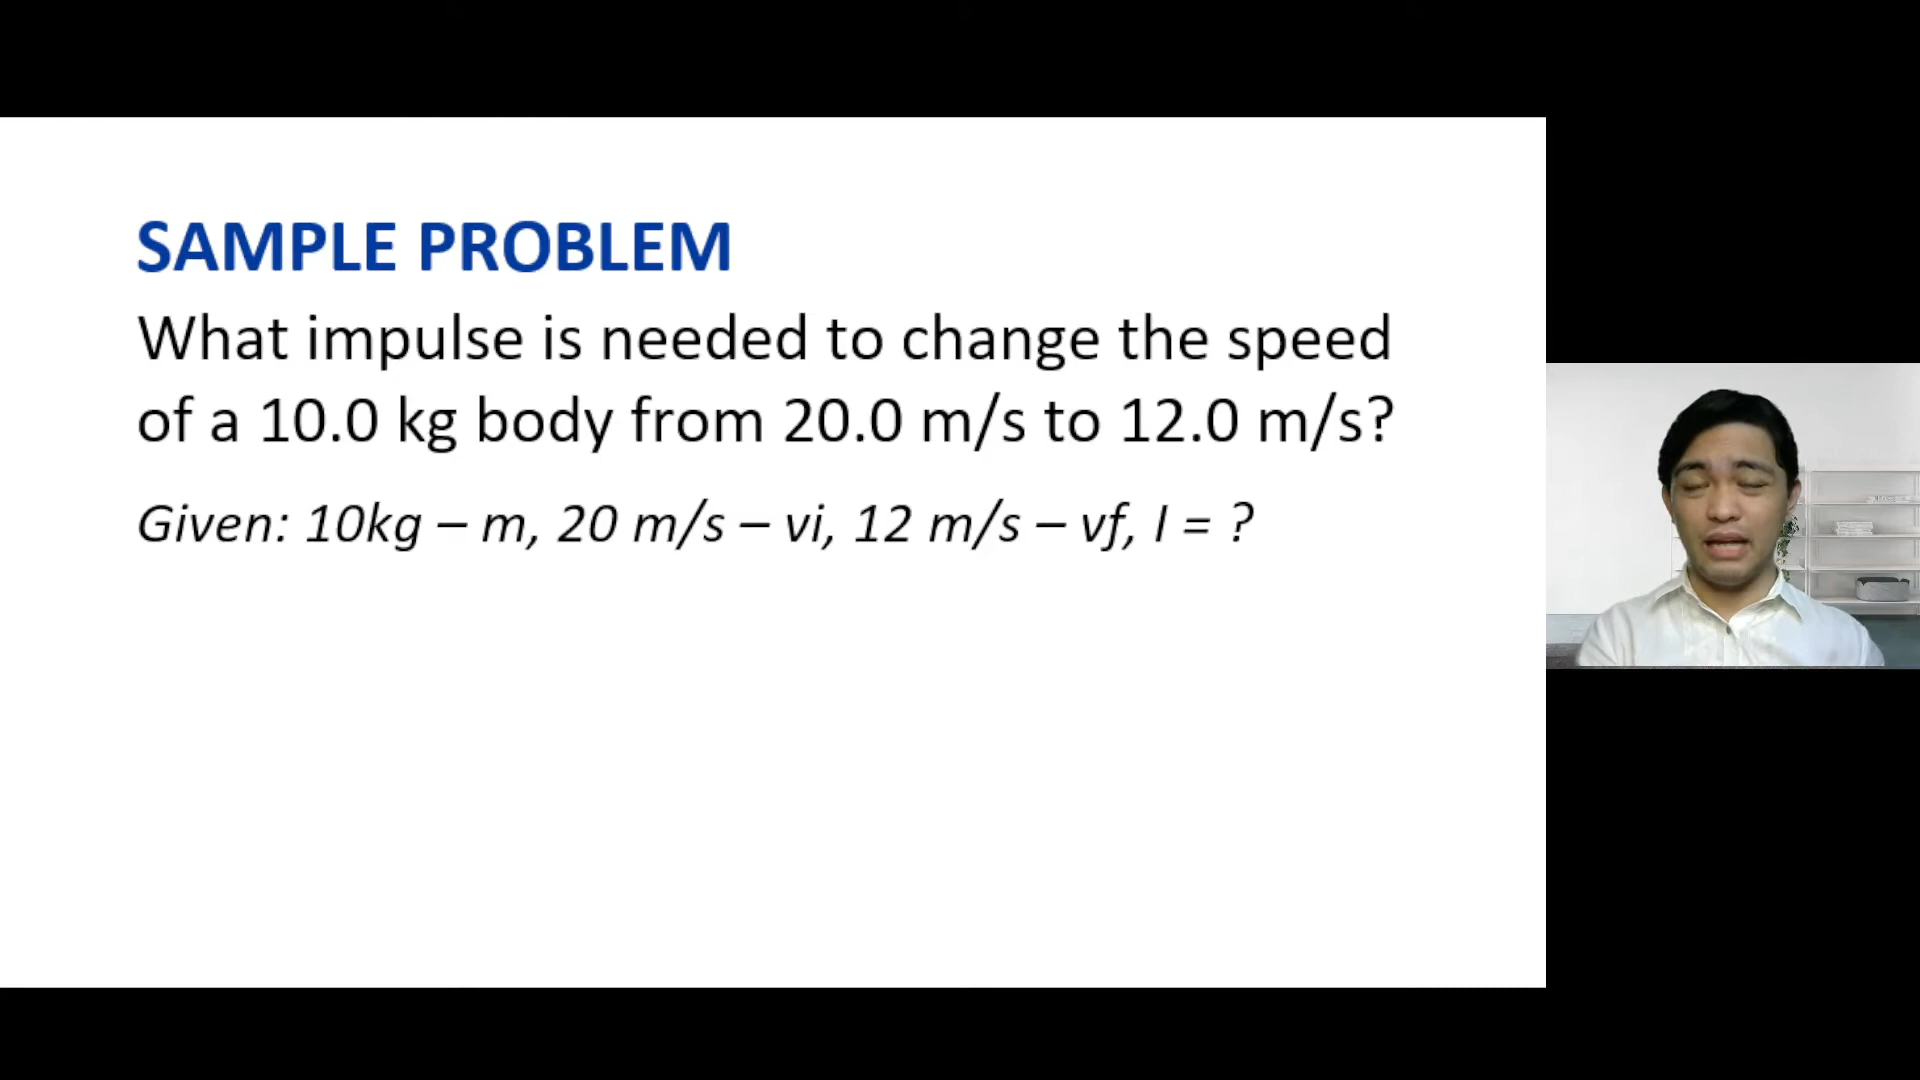 SAMPLE PROBLEM
What impulse is needed to change the speed
of a 10.0 kg body from 20.0 m/s to 12.0 m/s?
Given: 10kg – m, 20 m/s – vi, 12 m/s – vf, I = ?